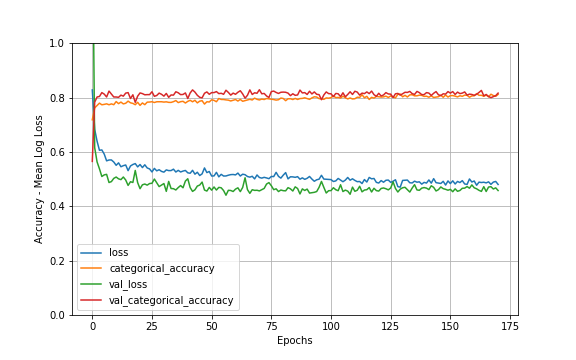 1.0
0.8
0.6
0.4
0.2
0.0
Accuracy - Mean Log Loss
loss
categorical_accuracy
val_loss
val_categorical_accuracy
0 25 50 75 100 125 150 175
Epochs